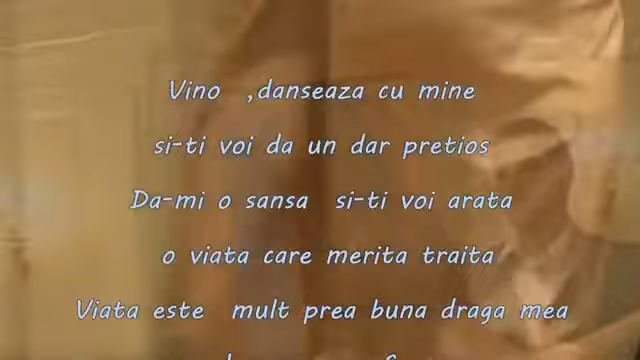 Vino ,danseaza cu mine
si-ti voi da un dar pretios
Da-mi o sansa si-ti voi arata
o viata care merita traita
Viata este mult prea buna draga mea